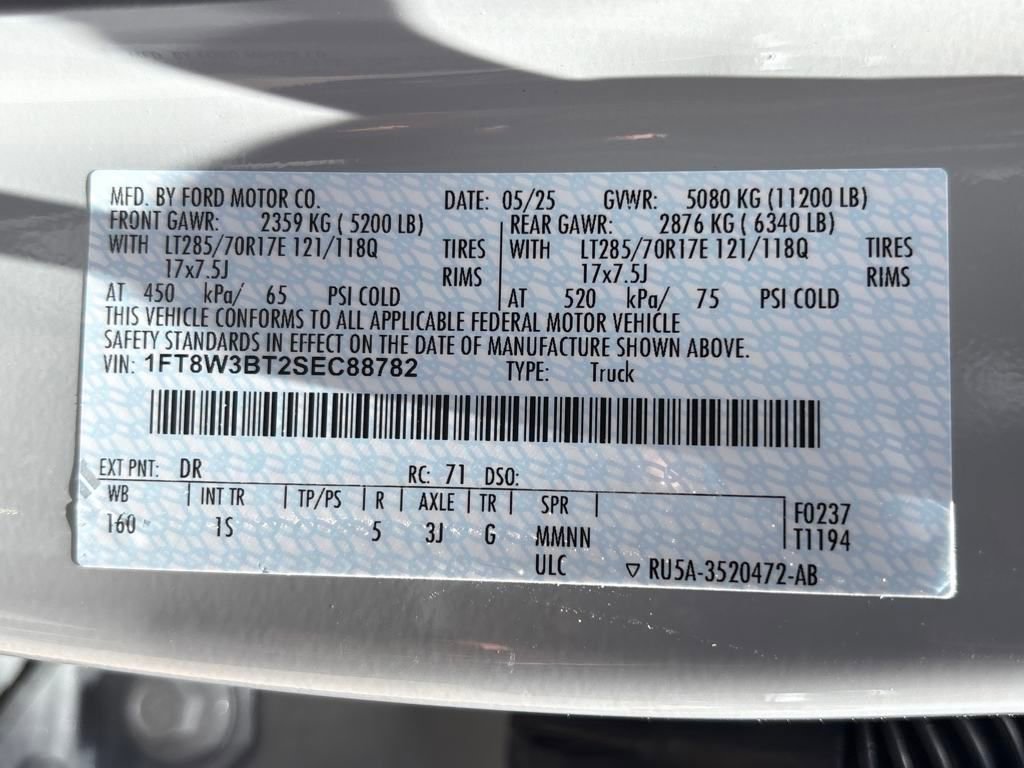 MFD. BY FORD MOTOR CO. DATE: 05/25 GVWR: 5080 KG (11200 LB)
FRONT GAWR: 2359 KG ( 5200 LB) REAR GAWR: 2876 KG ( 6340 LB)
WITH LT285/70R17E 121/118Q TIRES WITH LT285/70R17E 121/118Q TIRES
17x7.5J RIMS 17x7.5J RIMS
AT 450 kPa/ 65 PSI COLD AT 520 kPa/ 75 PSI COLD
THIS VEHICLE CONFORMS TO ALL APPLICABLE FEDERAL MOTOR VEHICLE
SAFETY STANDARDS IN EFFECT ON THE DATE OF MANUFACTURE SHOWN ABOVE.
VIN: 1FT8W3BT2SEC88782 TYPE: Truck
EXT PNT: DR RC: 71 DSO:
WB INT TR TP/PS R AXLE TR SPR F0237
160 1S 5 3J G MMNN T1194
ULC ▽ RU5A-3520472-AB